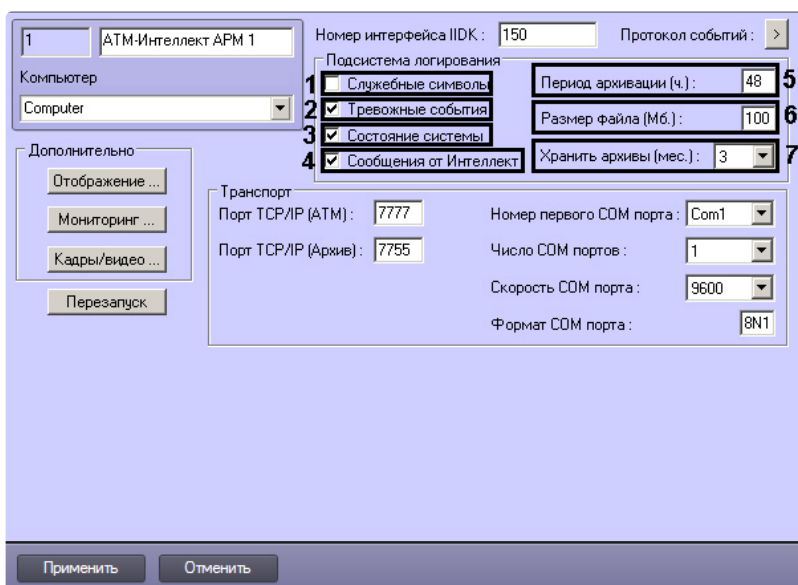 1 АТМ-Интеллект АРМ 1
Номер интерфейса IIDK : 150 Протокол событий : >
Компьютер
Computer
Подсистема логирования
1 Служебные символы
2 Тревожные события
3 Состояние системы
4 Сообщения от Интеллект
Период архивации (ч.) : 48 5
Размер файла (Мб.) : 100 6
Хранить архивы (мес.) : 3 7
Дополнительно
Отображение ...
Мониторинг ...
Кадры/видео ...
Перезапуск
Транспорт
Порт TCP/IP (АТМ) : 7777
Порт TCP/IP (Архив) : 7755
Номер первого COM порта : Com1
Число COM портов : 1
Скорость COM порта : 9600
Формат COM порта : 8N1
Применить Отменить